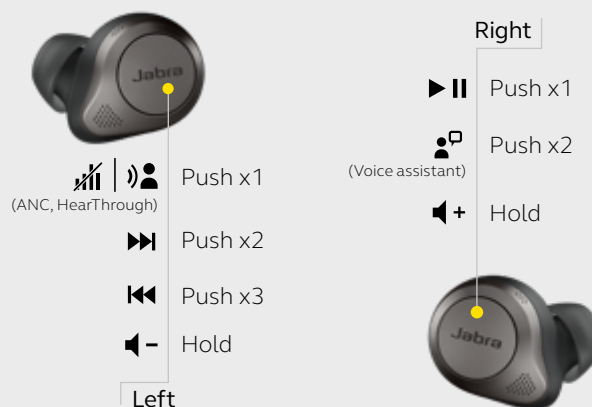 Jabra
Push x1
(ANC, HearThrough)
Push x2
Push x3
Hold
Left
Right
Push x1
Push x2
(Voice assistant)
Hold
Jabra